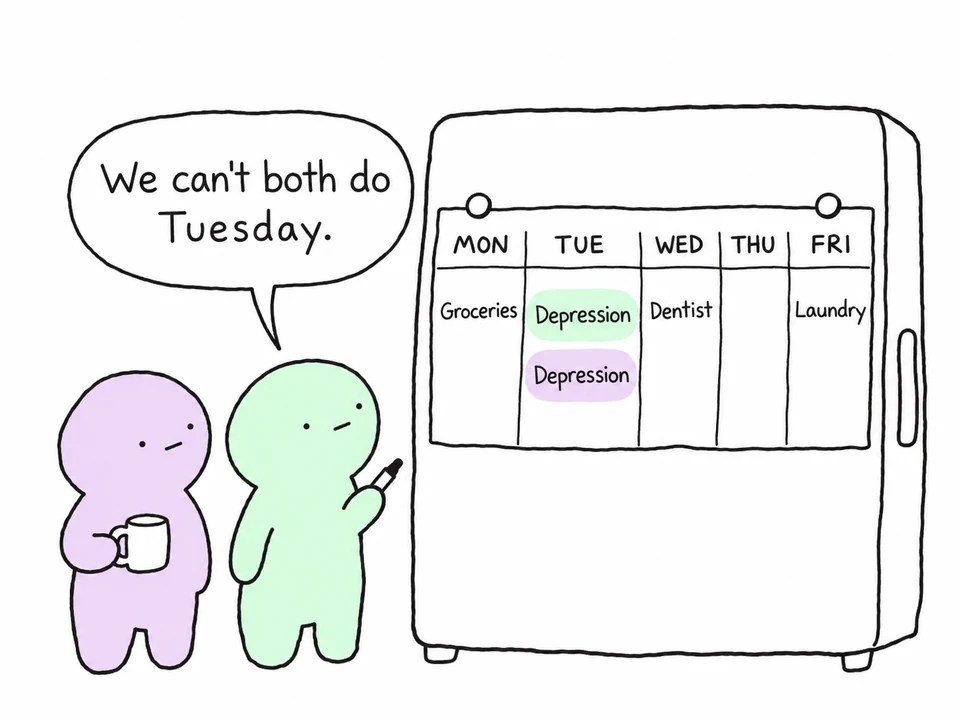 We can't both do
Tuesday.
MON TUE WED THU FRI
Groceries Depression Dentist Laundry
Depression